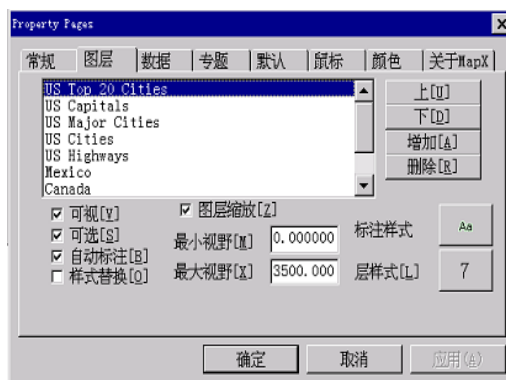 Property Pages
常规 图层 数据 专题 默认 鼠标 颜色 关于MapX
US Top 20 Cities
US Capitals
US Major Cities
US Cities
US Highways
Mexico
Canada
上[U]
下[D]
增加[A]
删除[R]
可视[V]
可选[S]
自动标注[B]
样式替换[O]
图层缩放[Z]
最小视野[M] 0.000000
最大视野[X] 3500.000
标注样式 Aa
层样式[L] 7
确定 取消 应用(A)